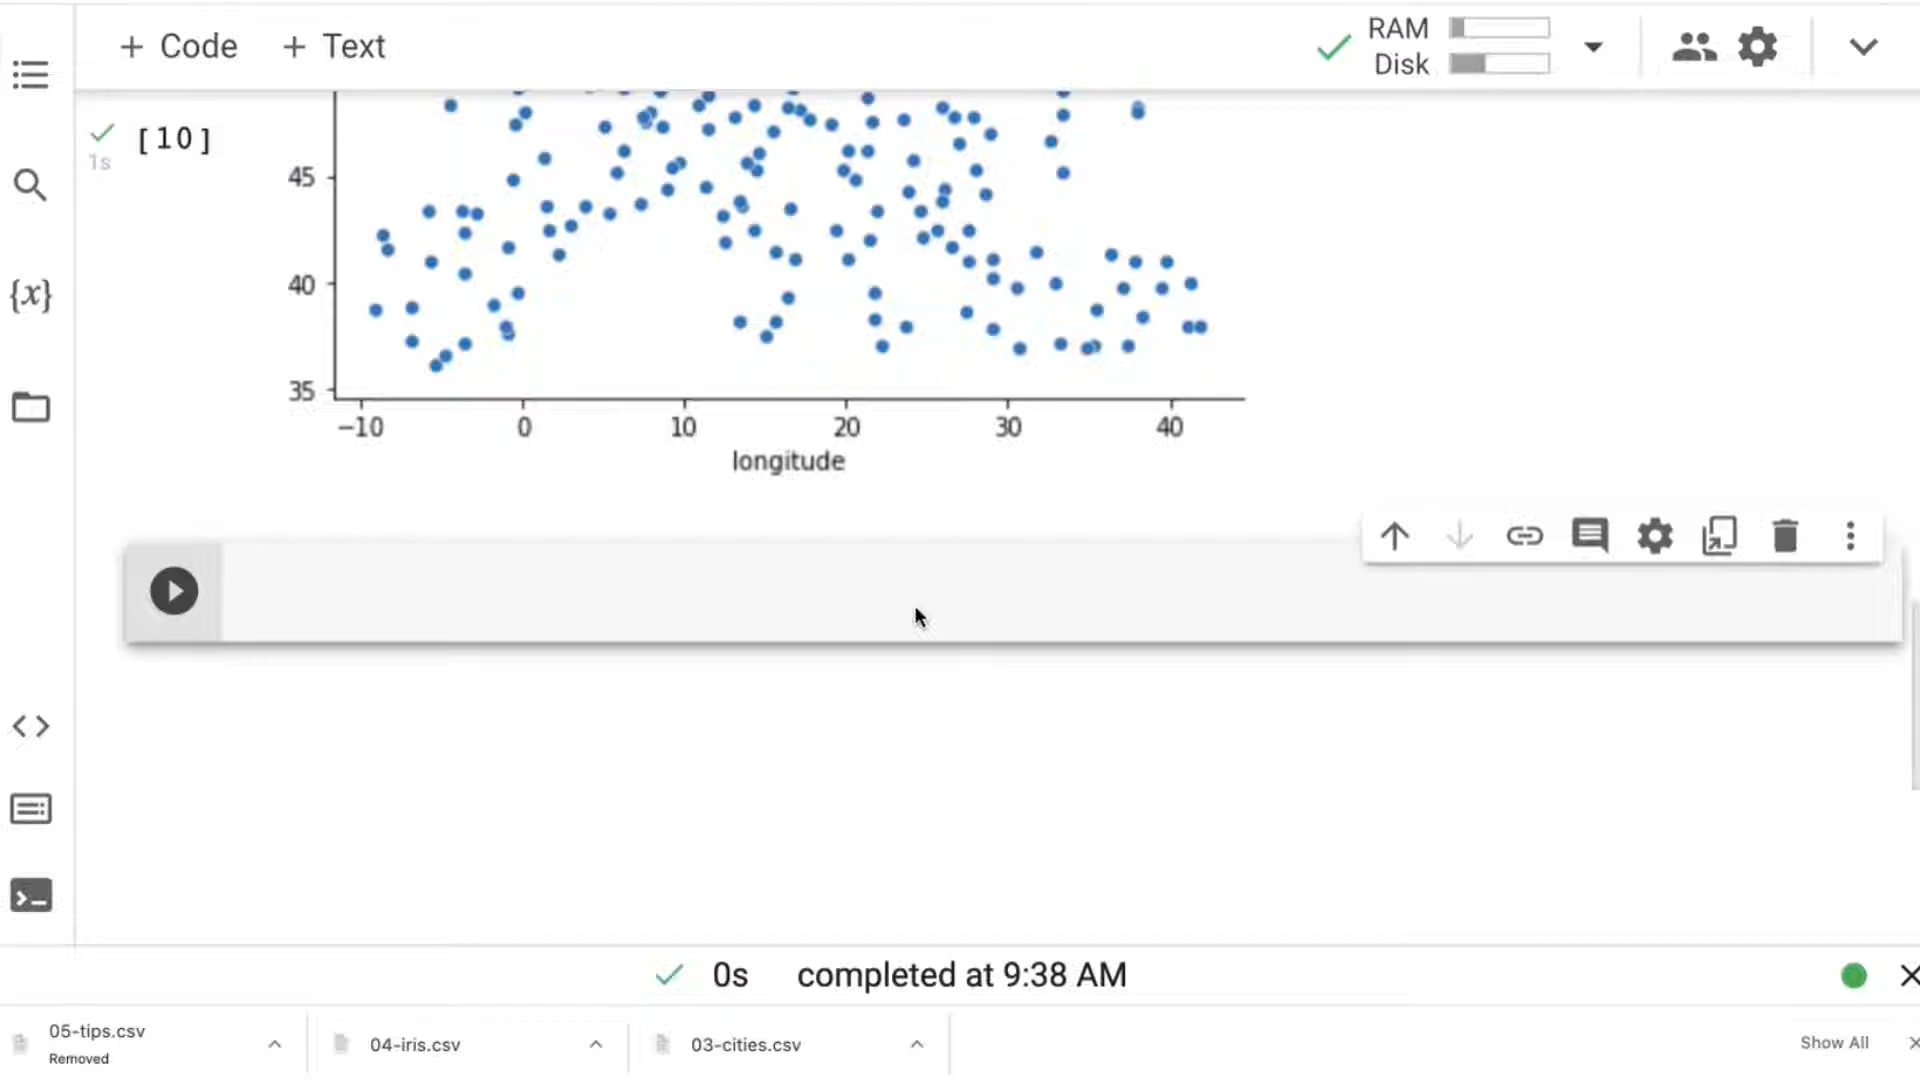 + Code + Text
RAM
Disk
[10]
1s
{x}
45
40
35
−10 0 10 20 30 40
longitude
0s completed at 9:38 AM
05-tips.csv
Removed
04-iris.csv
03-cities.csv
Show All